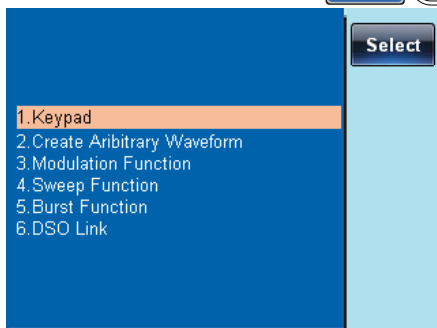 Select
1.Keypad
2.Create Aribitrary Waveform
3.Modulation Function
4.Sweep Function
5.Burst Function
6.DSO Link